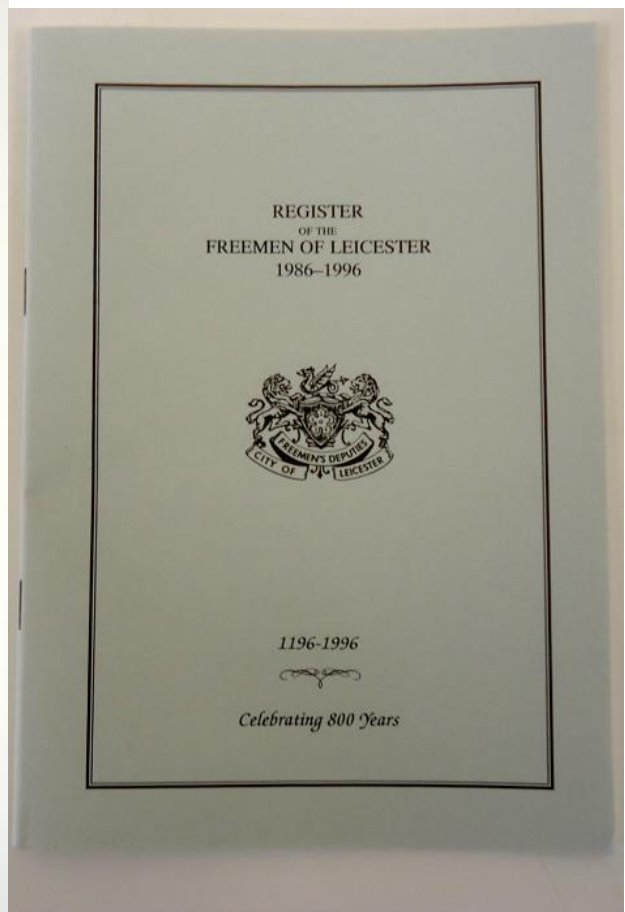 REGISTER
OF THE
FREEMEN OF LEICESTER
1986–1996
FREEMEN'S DEPUTIES
CITY OF LEICESTER
1196-1996
Celebrating 800 Years